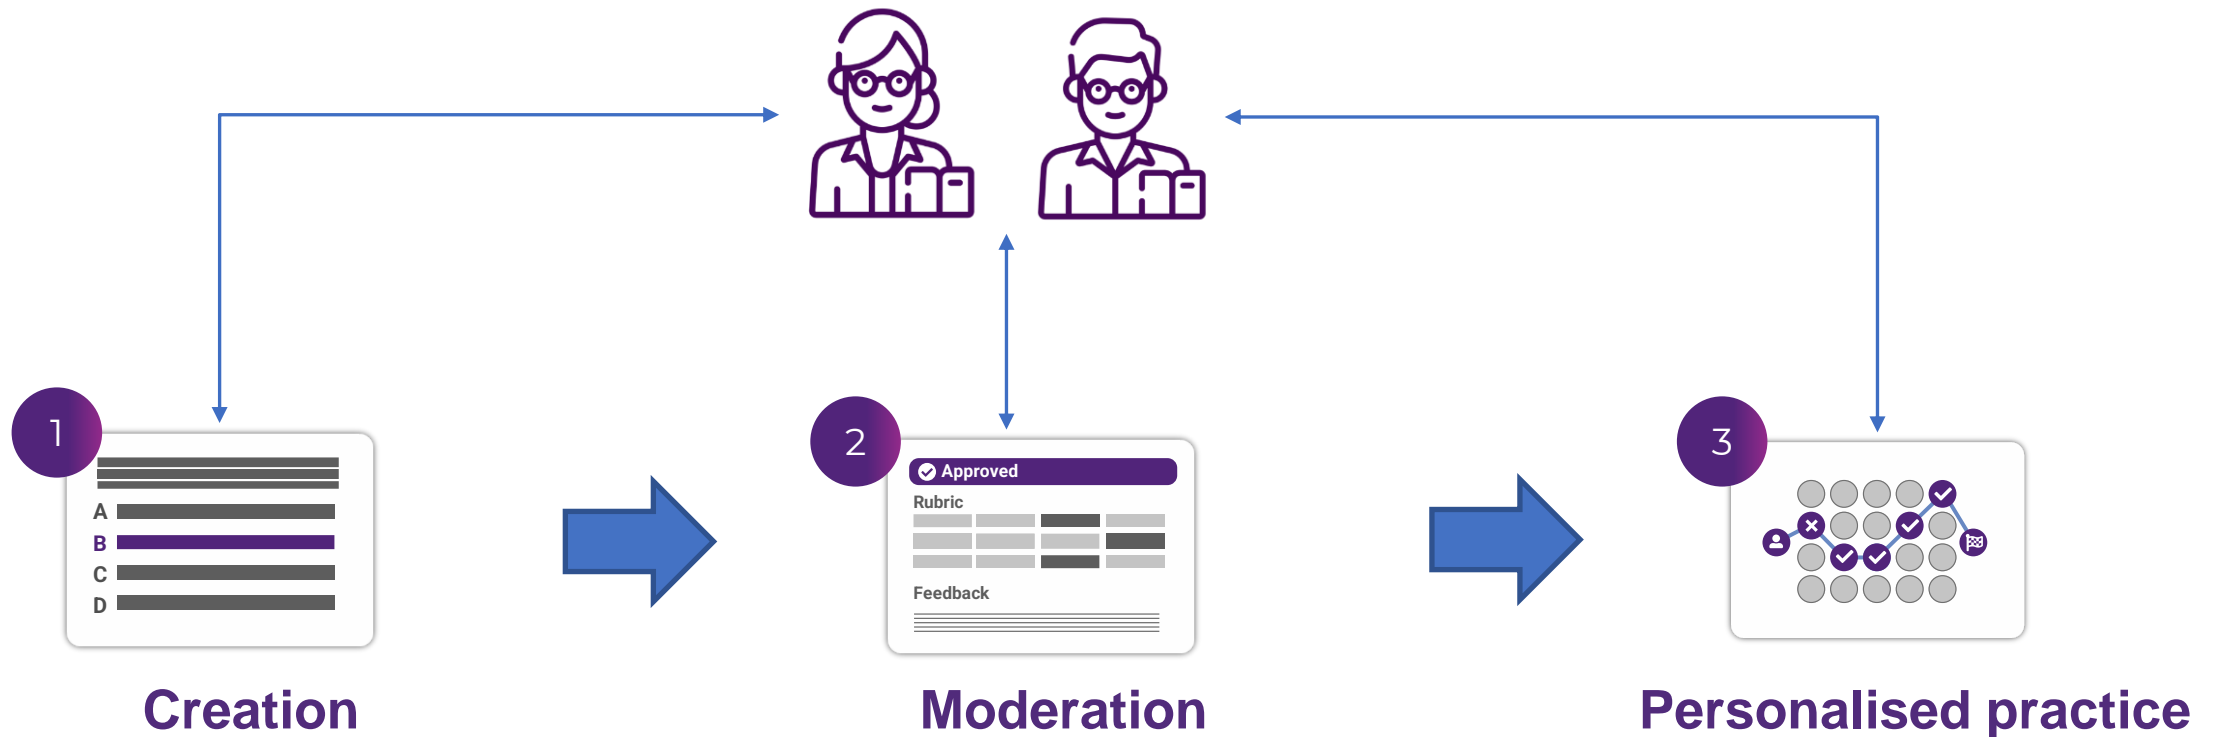 1
A
B
C
D
Creation
2
Approved
Rubric
Feedback
Moderation
3
Personalised practice